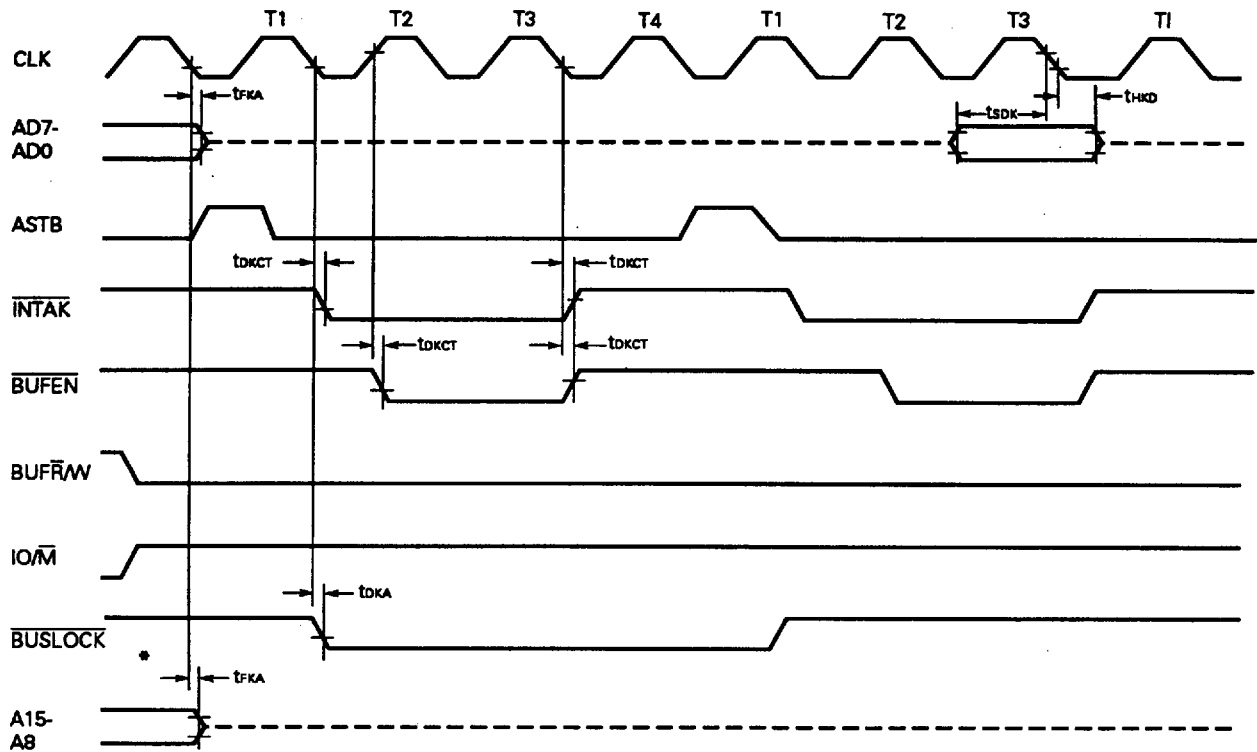 T1 T2 T3 T4 T1 T2 T3 TI
CLK
tFKA
tSDK
tHKD
AD7-
AD0
ASTB
tDKCT
tDKCT
INTAK
tDKCT
tDKCT
BUFEN
BUFR/W
IO/M
tDKA
BUSLOCK
*
tFKA
A15-
A8